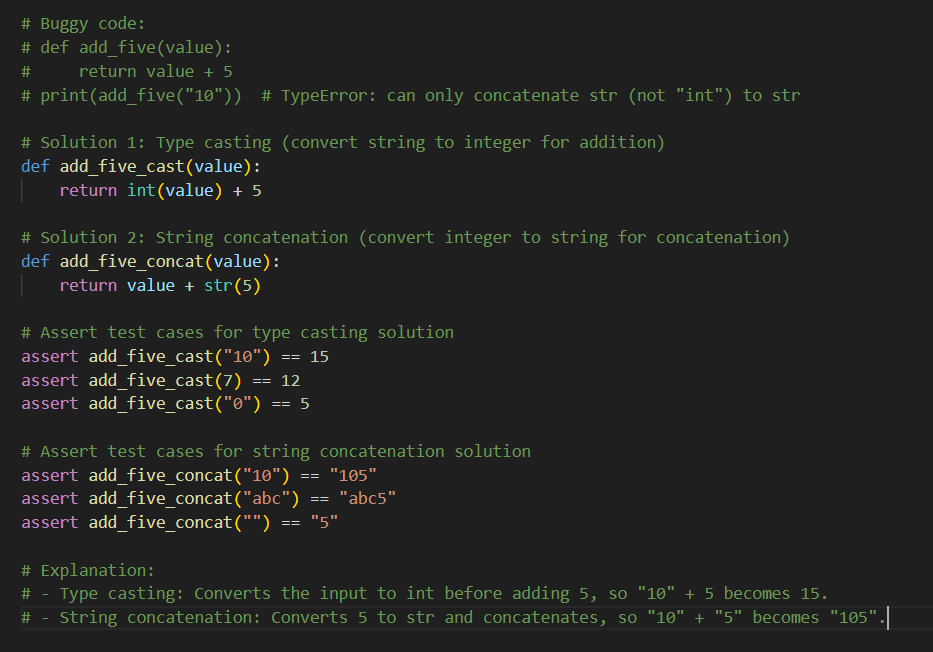 # Buggy code:
# def add_five(value):
#     return value + 5
# print(add_five("10"))  # TypeError: can only concatenate str (not "int") to str
# Solution 1: Type casting (convert string to integer for addition)
def add_five_cast(value):
    return int(value) + 5
# Solution 2: String concatenation (convert integer to string for concatenation)
def add_five_concat(value):
    return value + str(5)
# Assert test cases for type casting solution
assert add_five_cast("10") == 15
assert add_five_cast(7) == 12
assert add_five_cast("0") == 5
# Assert test cases for string concatenation solution
assert add_five_concat("10") == "105"
assert add_five_concat("abc") == "abc5"
assert add_five_concat("") == "5"
# Explanation:
# - Type casting: Converts the input to int before adding 5, so "10" + 5 becomes 15.
# - String concatenation: Converts 5 to str and concatenates, so "10" + "5" becomes "105".